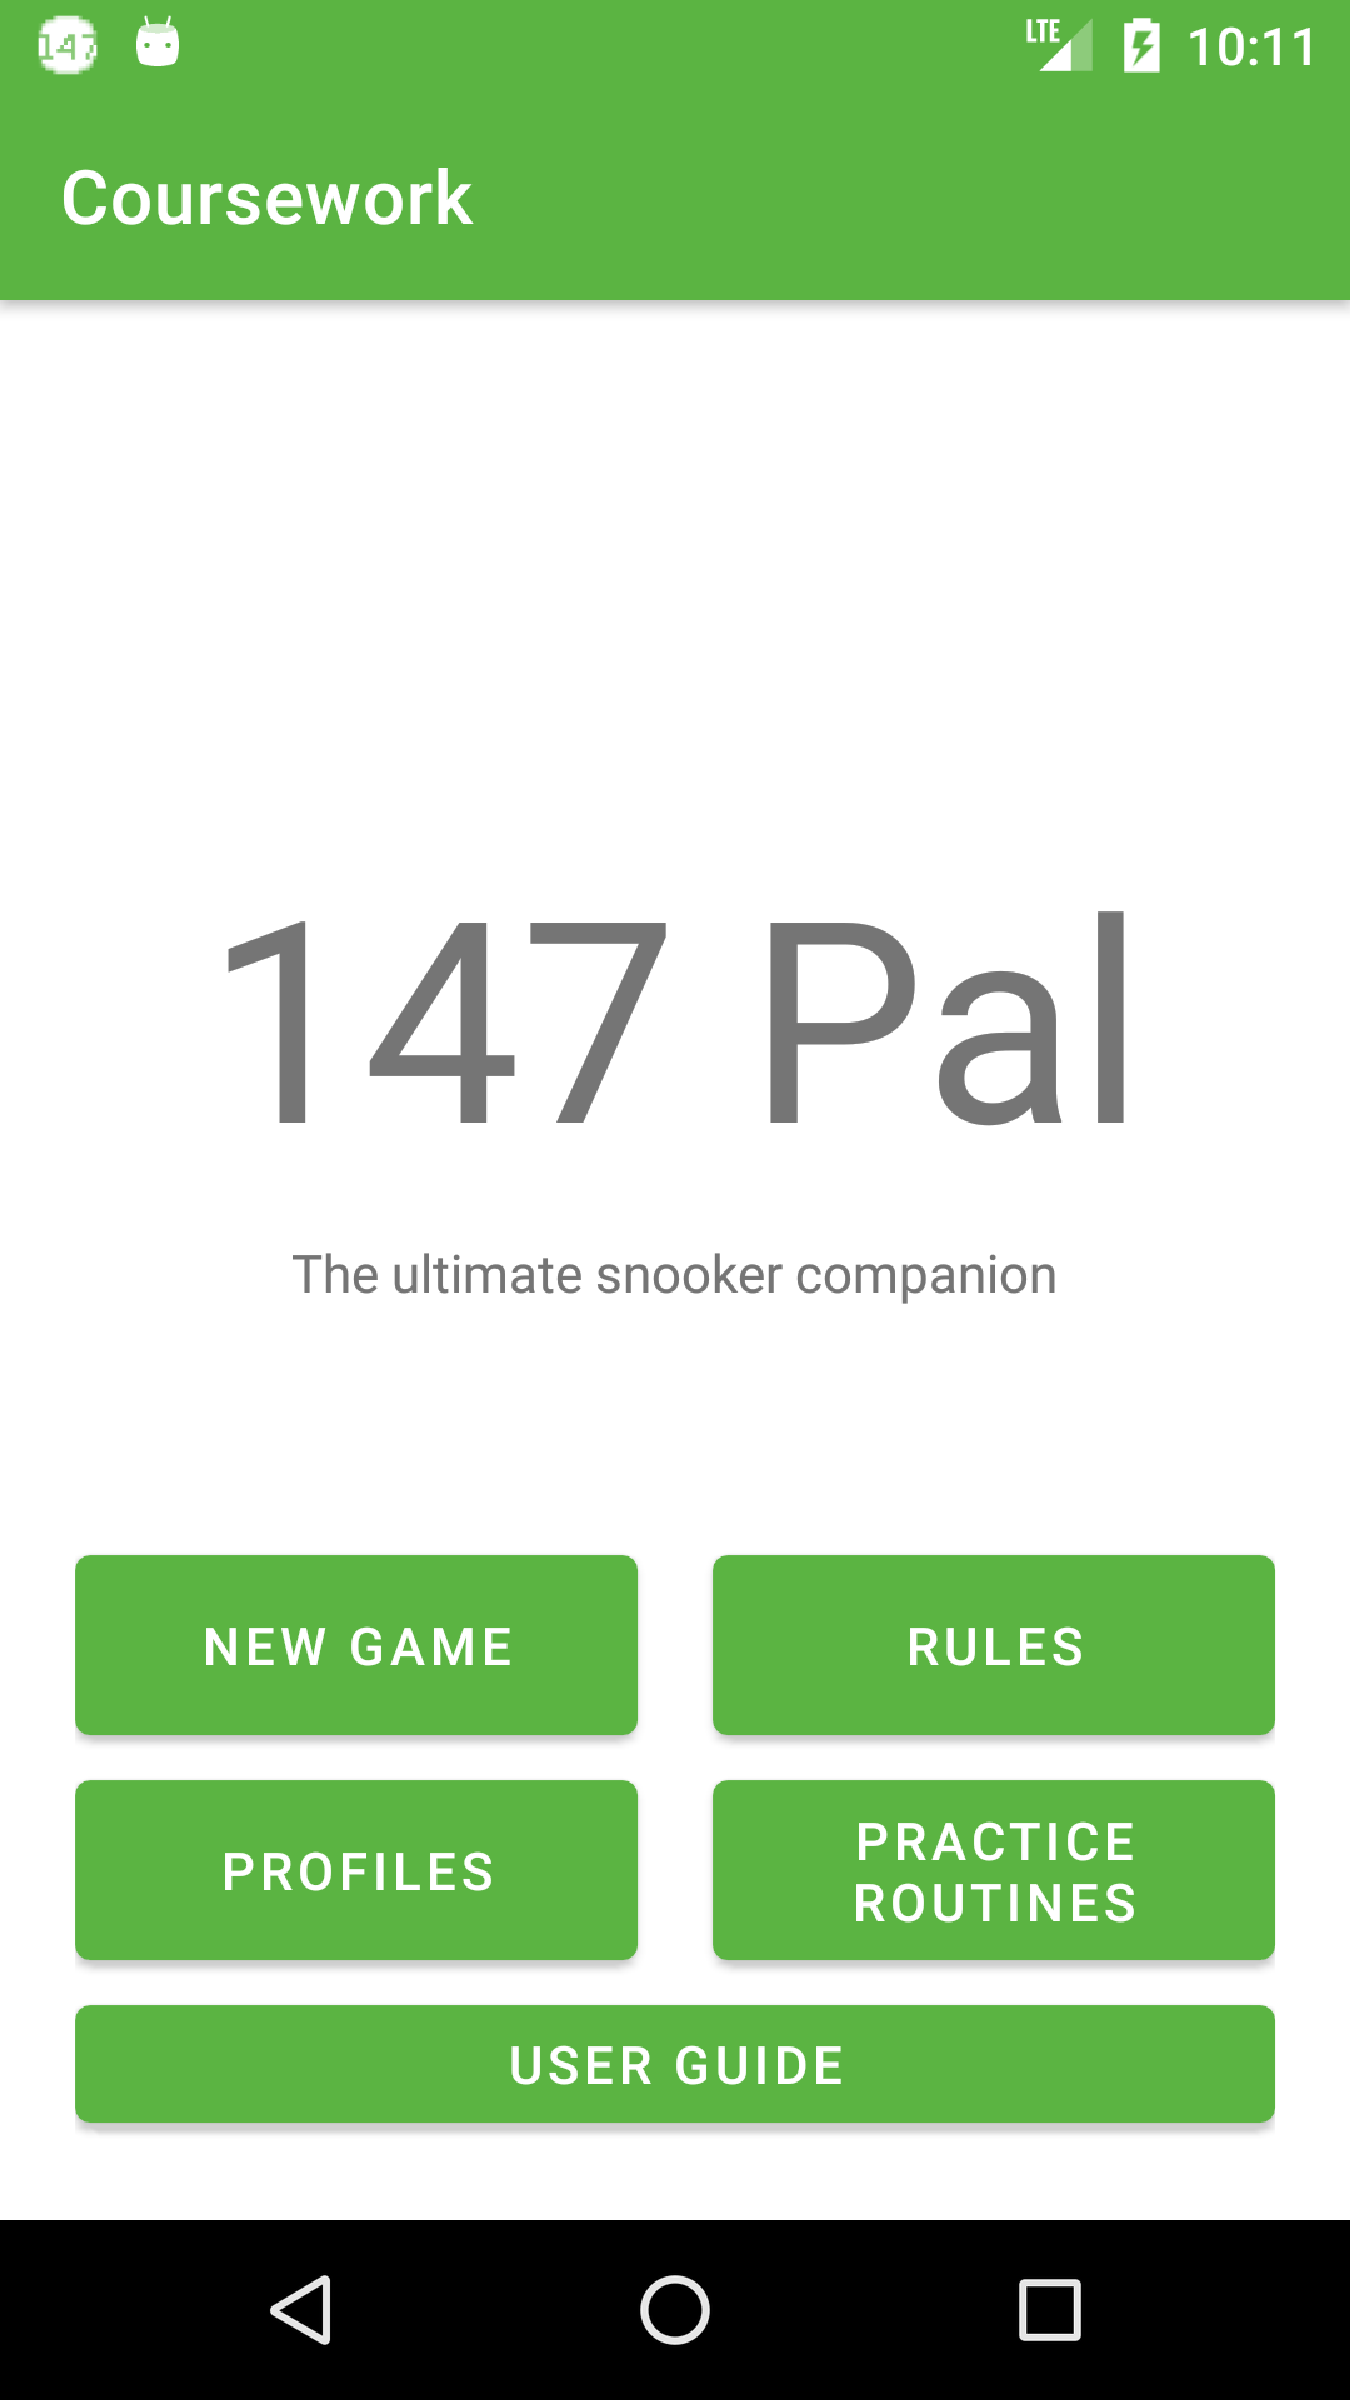 147
LTE
10:11
Coursework
147 Pal
The ultimate snooker companion
NEW GAME
RULES
PROFILES
PRACTICE
ROUTINES
USER GUIDE